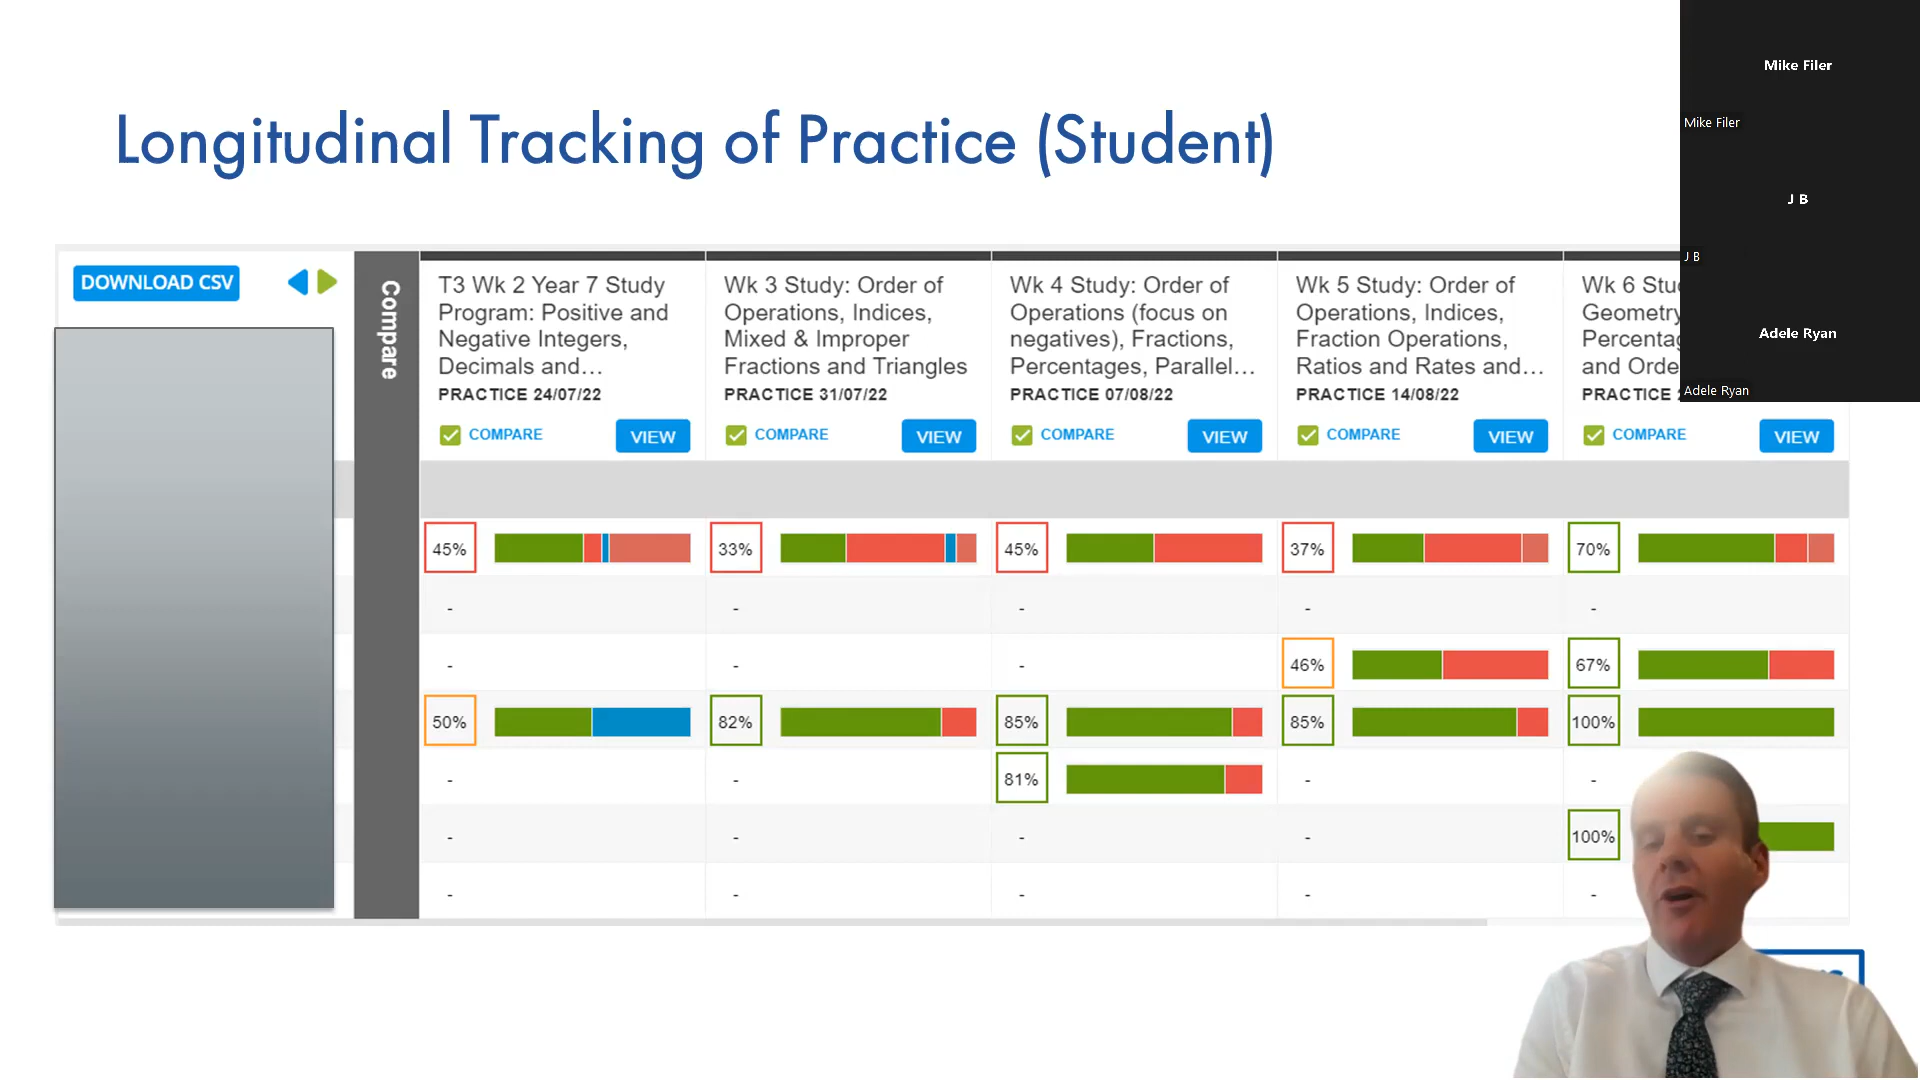 Longitudinal Tracking of Practice (Student)
Mike Filer
Mike Filer
J B
J B
Adele Ryan
Adele Ryan
DOWNLOAD CSV
Compare
T3 Wk 2 Year 7 Study
Program: Positive and
Negative Integers,
Decimals and...
PRACTICE 24/07/22
COMPARE
VIEW
Wk 3 Study: Order of
Operations, Indices,
Mixed & Improper
Fractions and Triangles
PRACTICE 31/07/22
COMPARE
VIEW
Wk 4 Study: Order of
Operations (focus on
negatives), Fractions,
Percentages, Parallel...
PRACTICE 07/08/22
COMPARE
VIEW
Wk 5 Study: Order of
Operations, Indices,
Fraction Operations,
Ratios and Rates and...
PRACTICE 14/08/22
COMPARE
VIEW
Wk 6
Geometry
and
PRACTICE
COMPARE
VIEW
45% 33% 45% 37% 70%
- - - - -
- - - 46% 67%
50% 82% 85% 85% 100%
- - 81% - -
- - - - 100%
- - - - -